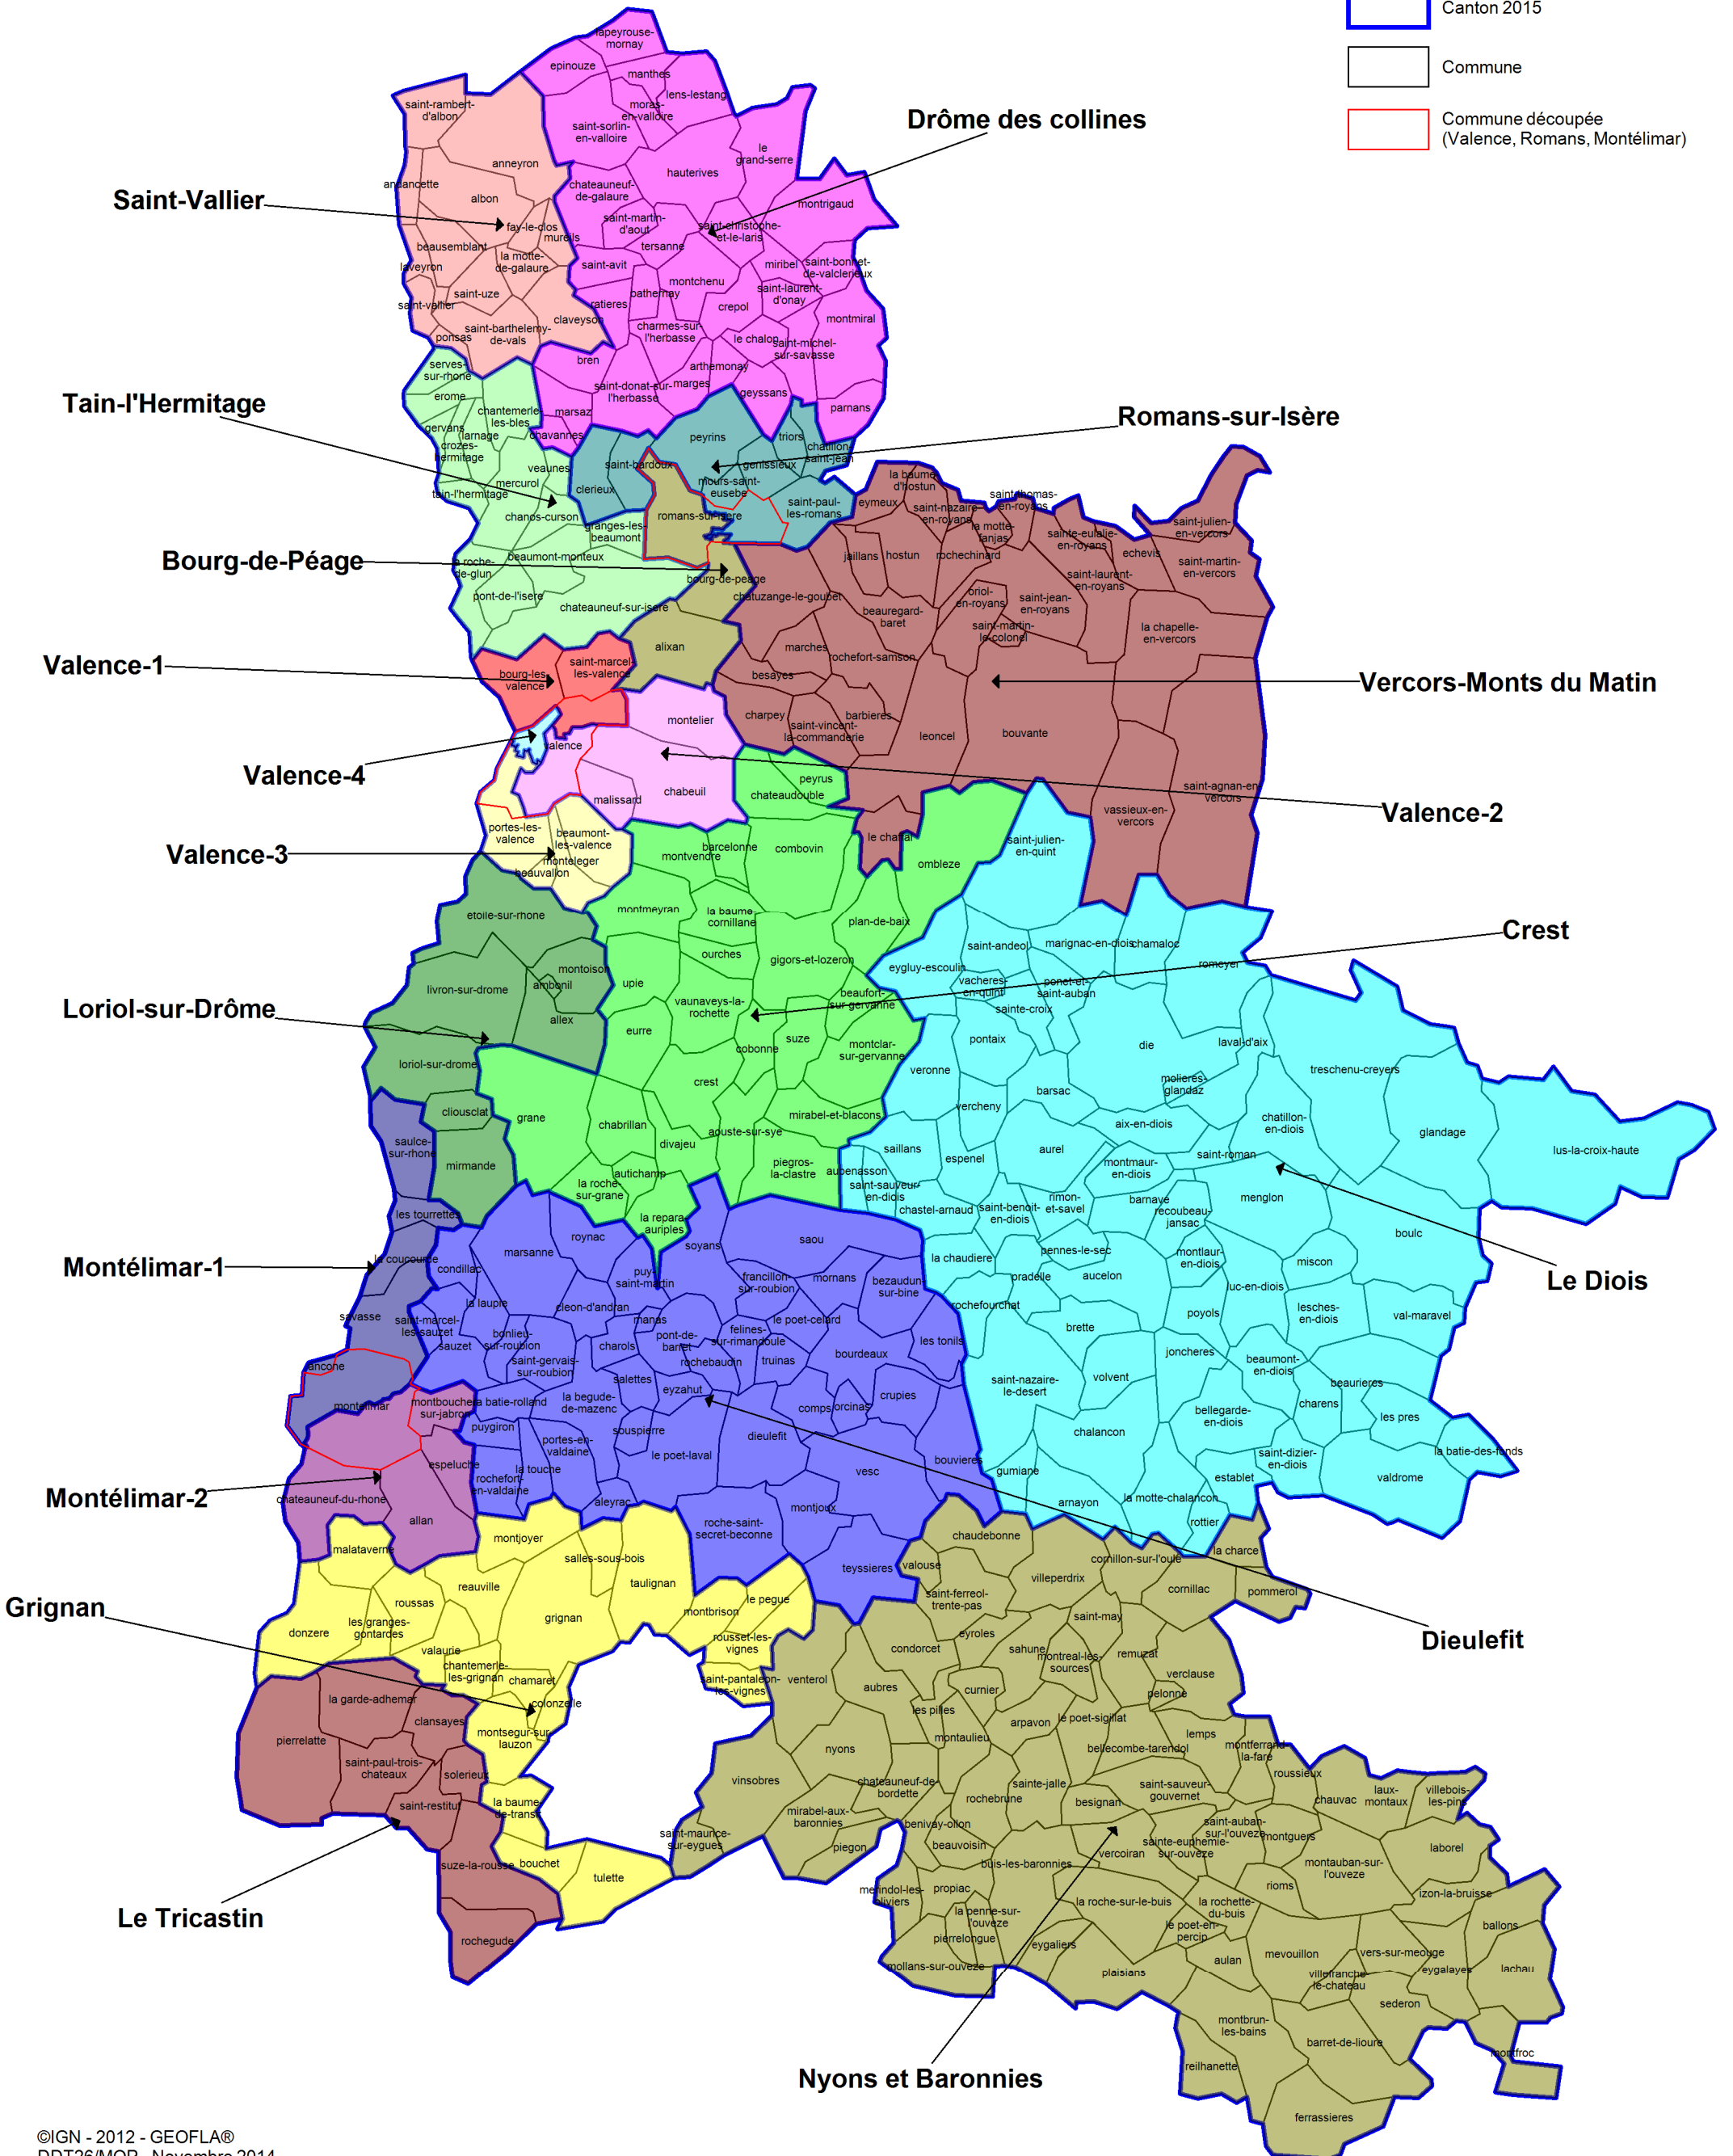 Canton 2015
Commune
Commune découpée
(Valence, Romans, Montélimar)
Drôme des collines
Saint-Vallier
Tain-l'Hermitage
Romans-sur-Isère
Bourg-de-Péage
Valence-1
Vercors-Monts du Matin
Valence-4
Valence-2
Valence-3
Crest
Loriol-sur-Drôme
Montélimar-1
Le Diois
Montélimar-2
Grignan
Dieulefit
Le Tricastin
Nyons et Baronnies
lapeyrouse-
mornay
epinouze
manthes
lens-lestang
moras-
en-valloire
saint-sorlin-
en-valloire
le
grand-serre
hauterives
chateauneuf-
de-galaure
montrigaud
saint-martin-
d'aout
saint-christophe-
et-le-laris
tersanne
saint-avit
miribel
saint-bonnet-
de-valclerieux
montchenu
bathernay
saint-laurent-
d'onay
ratieres
crepol
montmiral
charmes-sur-
l'herbasse
le chalon
saint-michel-
sur-savasse
bren
arthemonay
saint-donat-sur-
l'herbasse
marges
geyssans
parnans
marsaz
chavannes
saint-rambert-
d'albon
anneyron
andancette
albon
fay-le-clos
mureils
beausemblant
la motte-
de-galaure
laveyron
saint-uze
saint-vallier
claveyson
saint-barthelemy-
de-vals
ponsas
serves-
sur-rhone
erome
chantemerle-
les-bles
gervans
larnage
crozes-
hermitage
veaunes
mercurol
tain-l'hermitage
chanos-curson
granges-les-
beaumont
beaumont-monteux
la roche-
de-glun
pont-de-l'isere
chateauneuf-sur-isere
peyrins
triors
chatillon-
saint-jean
saint-bardoux
genissieux
mours-saint-
eusebe
clerieux
saint-paul-
les-romans
romans-sur-isere
bourg-de-peage
alixan
la baume
d'hostun
eymeux
saint-nazaire-
en-royans
saint-thomas-
en-royans
la motte-
fanjas
sainte-eulalie-
en-royans
saint-julien-
en-vercors
echevis
jaillans
hostun
rochechinard
saint-martin-
en-vercors
saint-laurent-
en-royans
chatuzange-le-goubet
oriol-
en-royans
saint-jean-
en-royans
beauregard-
baret
saint-martin-
le-colonel
la chapelle-
en-vercors
marches
rochefort-samson
besayes
charpey
barbieres
saint-vincent-
la-commanderie
leoncel
bouvante
saint-agnan-en-
vercors
vassieux-en-
vercors
le chaffal
bourg-les-
valence
saint-marcel-
les-valence
valence
montelier
malissard
chabeuil
portes-les-
valence
beaumont-
les-valence
monteleger
beauvallon
peyrus
chateaudouble
montvendre
barcelonne
combovin
ombleze
montmeyran
la baume
cornillane
plan-de-baix
ourches
gigors-et-lozeron
upie
vaunaveys-la-
rochette
beaufort-
sur-gervanne
eurre
suze
cobonne
montclar-
sur-gervanne
crest
grane
chabrillan
mirabel-et-blacons
aouste-sur-sye
divajeu
autichamp
piegros-
la-clastre
la roche-
sur-grane
la repara-
auriples
etoile-sur-rhone
montoison
livron-sur-drome
ambonil
allex
loriol-sur-drome
cliousclat
mirmande
saulce-
sur-rhone
les tourrettes
la coucourde
savasse
ancone
montelimar
saint-julien-
en-quint
saint-andeol
marignac-en-diois
chamaloc
eygluy-escoulin
romeyer
vacheres-
en-quint
ponet-et-
saint-auban
sainte-croix
pontaix
die
laval-d'aix
veronne
treschenu-creyers
molieres-
glandaz
barsac
vercheny
chatillon-
en-diois
aix-en-diois
glandage
lus-la-croix-haute
saillans
aurel
espenel
saint-roman
montmaur-
en-diois
aubenasson
saint-sauveur-
en-diois
chastel-arnaud
saint-benoit-
en-diois
rimon-
et-savel
barnave
recoubeau-
jansac
menglon
boulc
la chaudiere
pennes-le-sec
montlaur-
en-diois
miscon
pradelle
aucelon
luc-en-diois
rochefourchat
poyols
lesches-
en-diois
val-maravel
brette
joncheres
beaumont-
en-diois
saint-nazaire-
le-desert
volvent
beaurieres
charens
bellegarde-
en-diois
les pres
chalancon
la batie-des-fonds
saint-dizier-
en-diois
gumiane
establet
valdrome
arnayon
la motte-chalancon
rottier
roynac
marsanne
soyans
saou
condillac
puy-
saint-martin
francillon-
sur-roubion
mornans
bezaudun-
sur-bine
la laupie
cleon-d'andran
saint-marcel-
les-sauzet
manas
le poet-celard
sauzet
bonlieu-
sur-roubion
charols
pont-de-
barret
felines-
sur-rimandoule
les tonils
saint-gervais-
sur-roubion
rochebaudin
truinas
bourdeaux
salettes
eyzahut
la batie-rolland
la begude-
de-mazenc
crupies
comps
orcinas
puygiron
souspierre
dieulefit
portes-en-
valdaine
le poet-laval
la touche
rochefort-
en-valdaine
vesc
bouvieres
aleyrac
montjoux
roche-saint-
secret-beconne
teyssieres
montboucher-
sur-jabron
espeluche
chateauneuf-du-rhone
allan
malataverne
montjoyer
salles-sous-bois
reauville
taulignan
roussas
les granges-
gontardes
donzere
grignan
le pegue
montbrison
rousset-les-
vignes
valaurie
chantemerle-
les-grignan
chamaret
saint-pantaleon-
les-vignes
colonzelle
montsegur-sur-
lauzon
la baume-
de-transit
bouchet
tulette
la garde-adhemar
clansayes
pierrelatte
saint-paul-trois-
chateaux
solerieux
saint-restitut
suze-la-rousse
rochegude
chaudebonne
valouse
cornillon-sur-l'oule
la charce
villeperdrix
cornillac
pommerol
saint-ferreol-
trente-pas
saint-may
eyroles
condorcet
sahune
montreal-les-
sources
remuzat
verclause
venterol
aubres
curnier
pelonne
les pilles
arpavon
le poet-sigillat
montaulieu
lemps
nyons
bellecombe-tarendol
montferrand-
la-fare
roussieux
vinsobres
chateauneuf-de-
bordette
sainte-jalle
saint-sauveur-
gouvernet
laux-
montaux
villebois-
les-pins
rochebrune
besignan
chauvac
mirabel-aux-
baronnies
benivay-ollon
saint-auban-
sur-l'ouveze
montguers
saint-maurice-
sur-eygues
piegon
beauvoisin
vercoiran
sainte-euphemie-
sur-ouveze
laborel
buis-les-baronnies
montauban-sur-
l'ouveze
merindol-les-
oliviers
propiac
rioms
izon-la-bruisse
la roche-sur-le-buis
la rochette-
du-buis
la penne-sur-
l'ouveze
le poet-en-
percip
ballons
pierrelongue
eygaliers
mevouillon
vers-sur-meouge
aulan
mollans-sur-ouveze
plaisians
villefranche-
le-chateau
eygalayes
lachau
sederon
montbrun-
les-bains
barret-de-lioure
montfroc
reilhanette
ferrassieres
©IGN - 2012 - GEOFLA®
DDT26/MOP - Novembre 2014